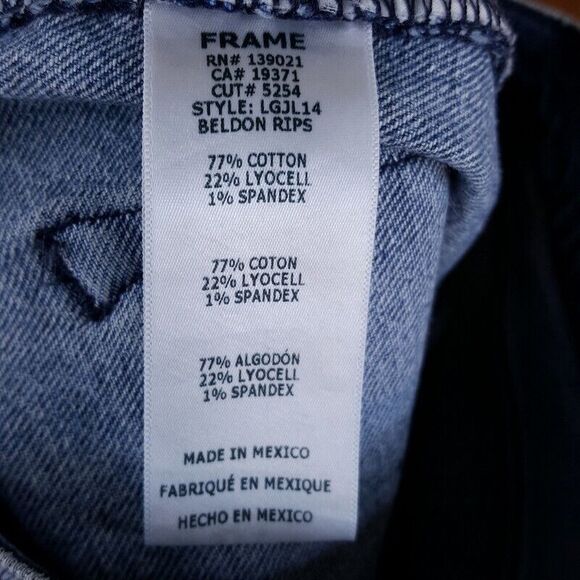 FRAME
RN# 139021
CA# 19371
CUT# 5254
STYLE: LGJL14
BELDON RIPS
77% COTTON
22% LYOCELL
1% SPANDEX
77% COTON
22% LYOCELL
1% SPANDEX
77% ALGODÓN
22% LYOCELL
1% SPANDEX
MADE IN MEXICO
FABRIQUÉ EN MEXIQUE
HECHO EN MEXICO